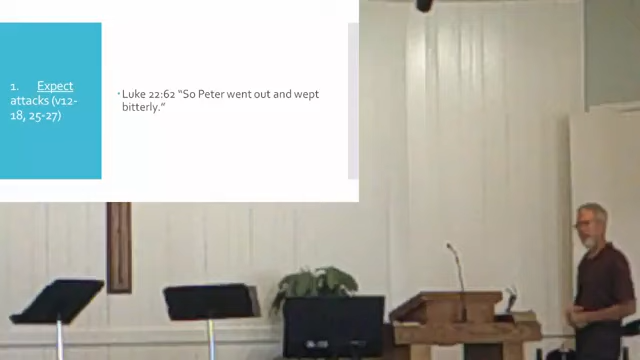 1. Expect
attacks (v12-
18, 25-27)
Luke 22:62 “So Peter went out and wept
bitterly.”